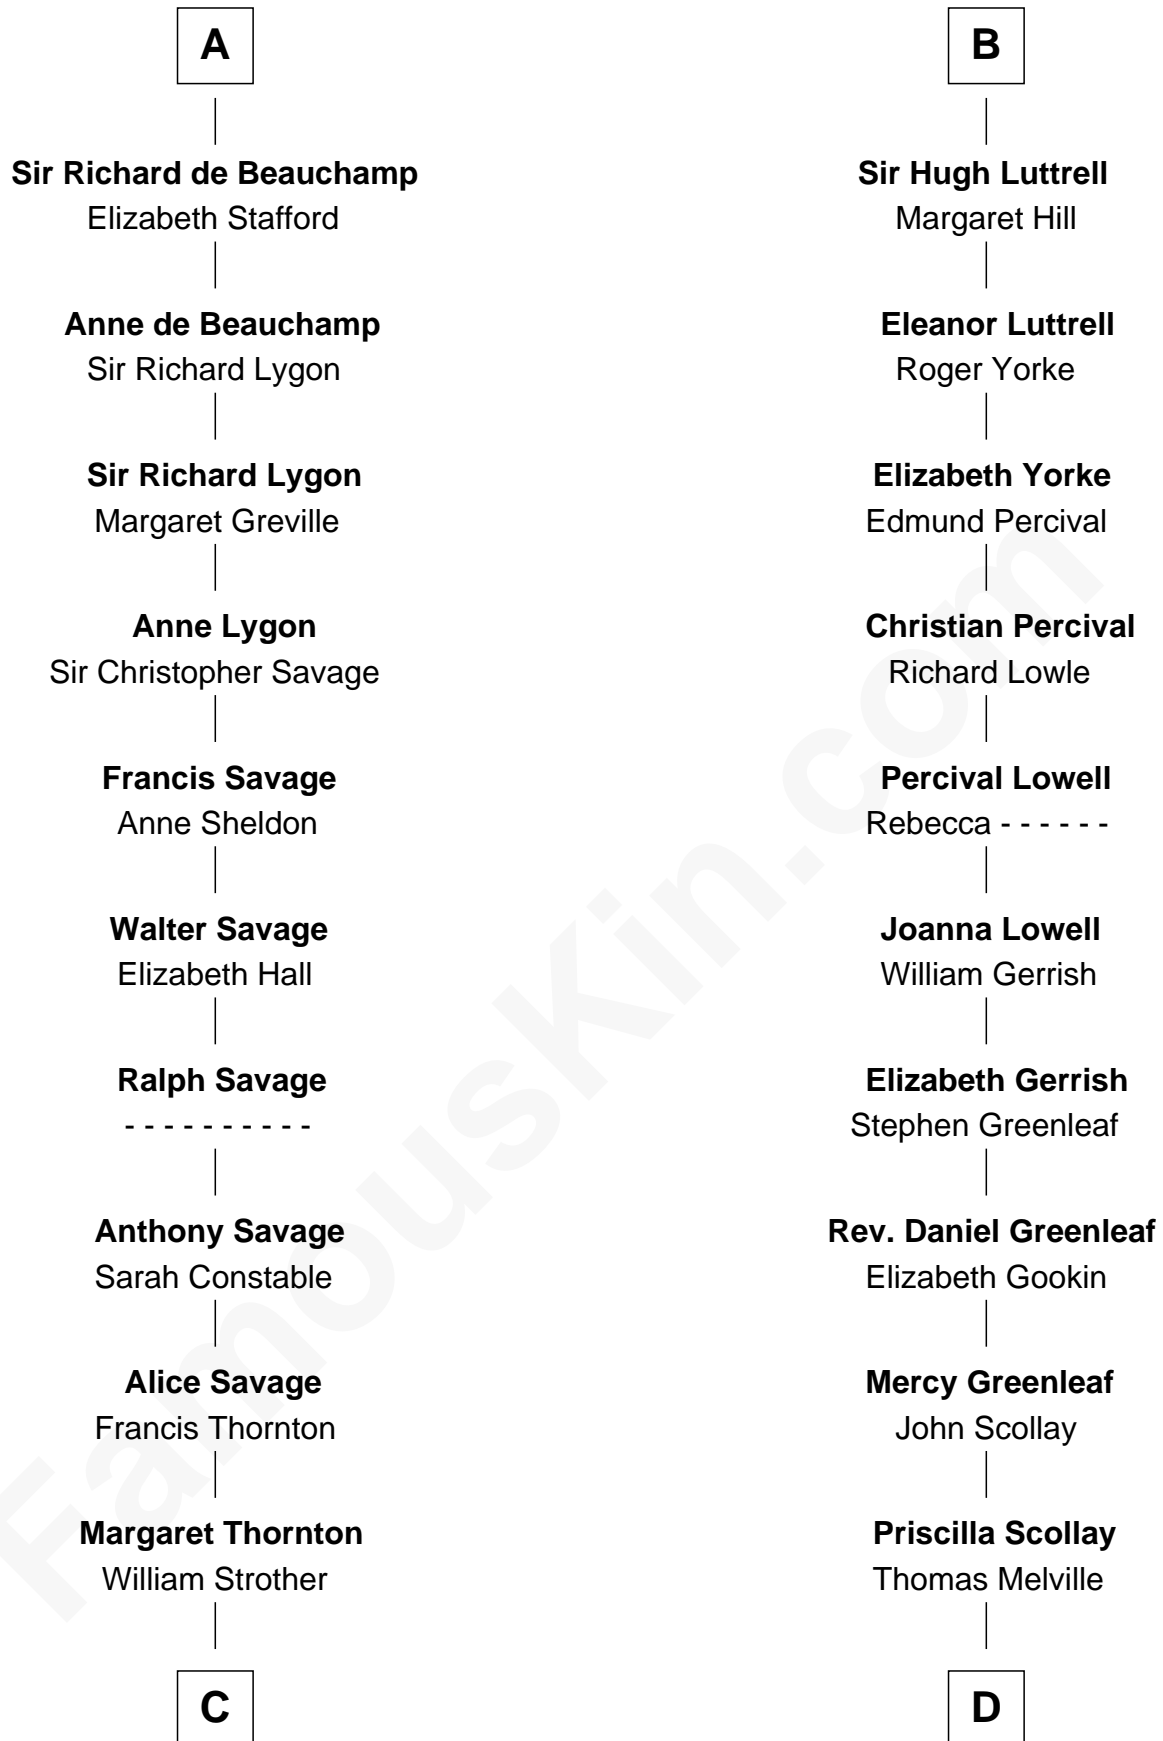 A
Sir Richard de Beauchamp
Elizabeth Stafford
Anne de Beauchamp
Sir Richard Lygon
Sir Richard Lygon
Margaret Greville
Anne Lygon
Sir Christopher Savage
Francis Savage
Anne Sheldon
Walter Savage
Elizabeth Hall
Ralph Savage
- - - - - - - - - -
Anthony Savage
Sarah Constable
Alice Savage
Francis Thornton
Margaret Thornton
William Strother
C
B
Sir Hugh Luttrell
Margaret Hill
Eleanor Luttrell
Roger Yorke
Elizabeth Yorke
Edmund Percival
Christian Percival
Richard Lowle
Percival Lowell
Rebecca - - - - - -
Joanna Lowell
William Gerrish
Elizabeth Gerrish
Stephen Greenleaf
Rev. Daniel Greenleaf
Elizabeth Gookin
Mercy Greenleaf
John Scollay
Priscilla Scollay
Thomas Melville
D
FamousKin.com